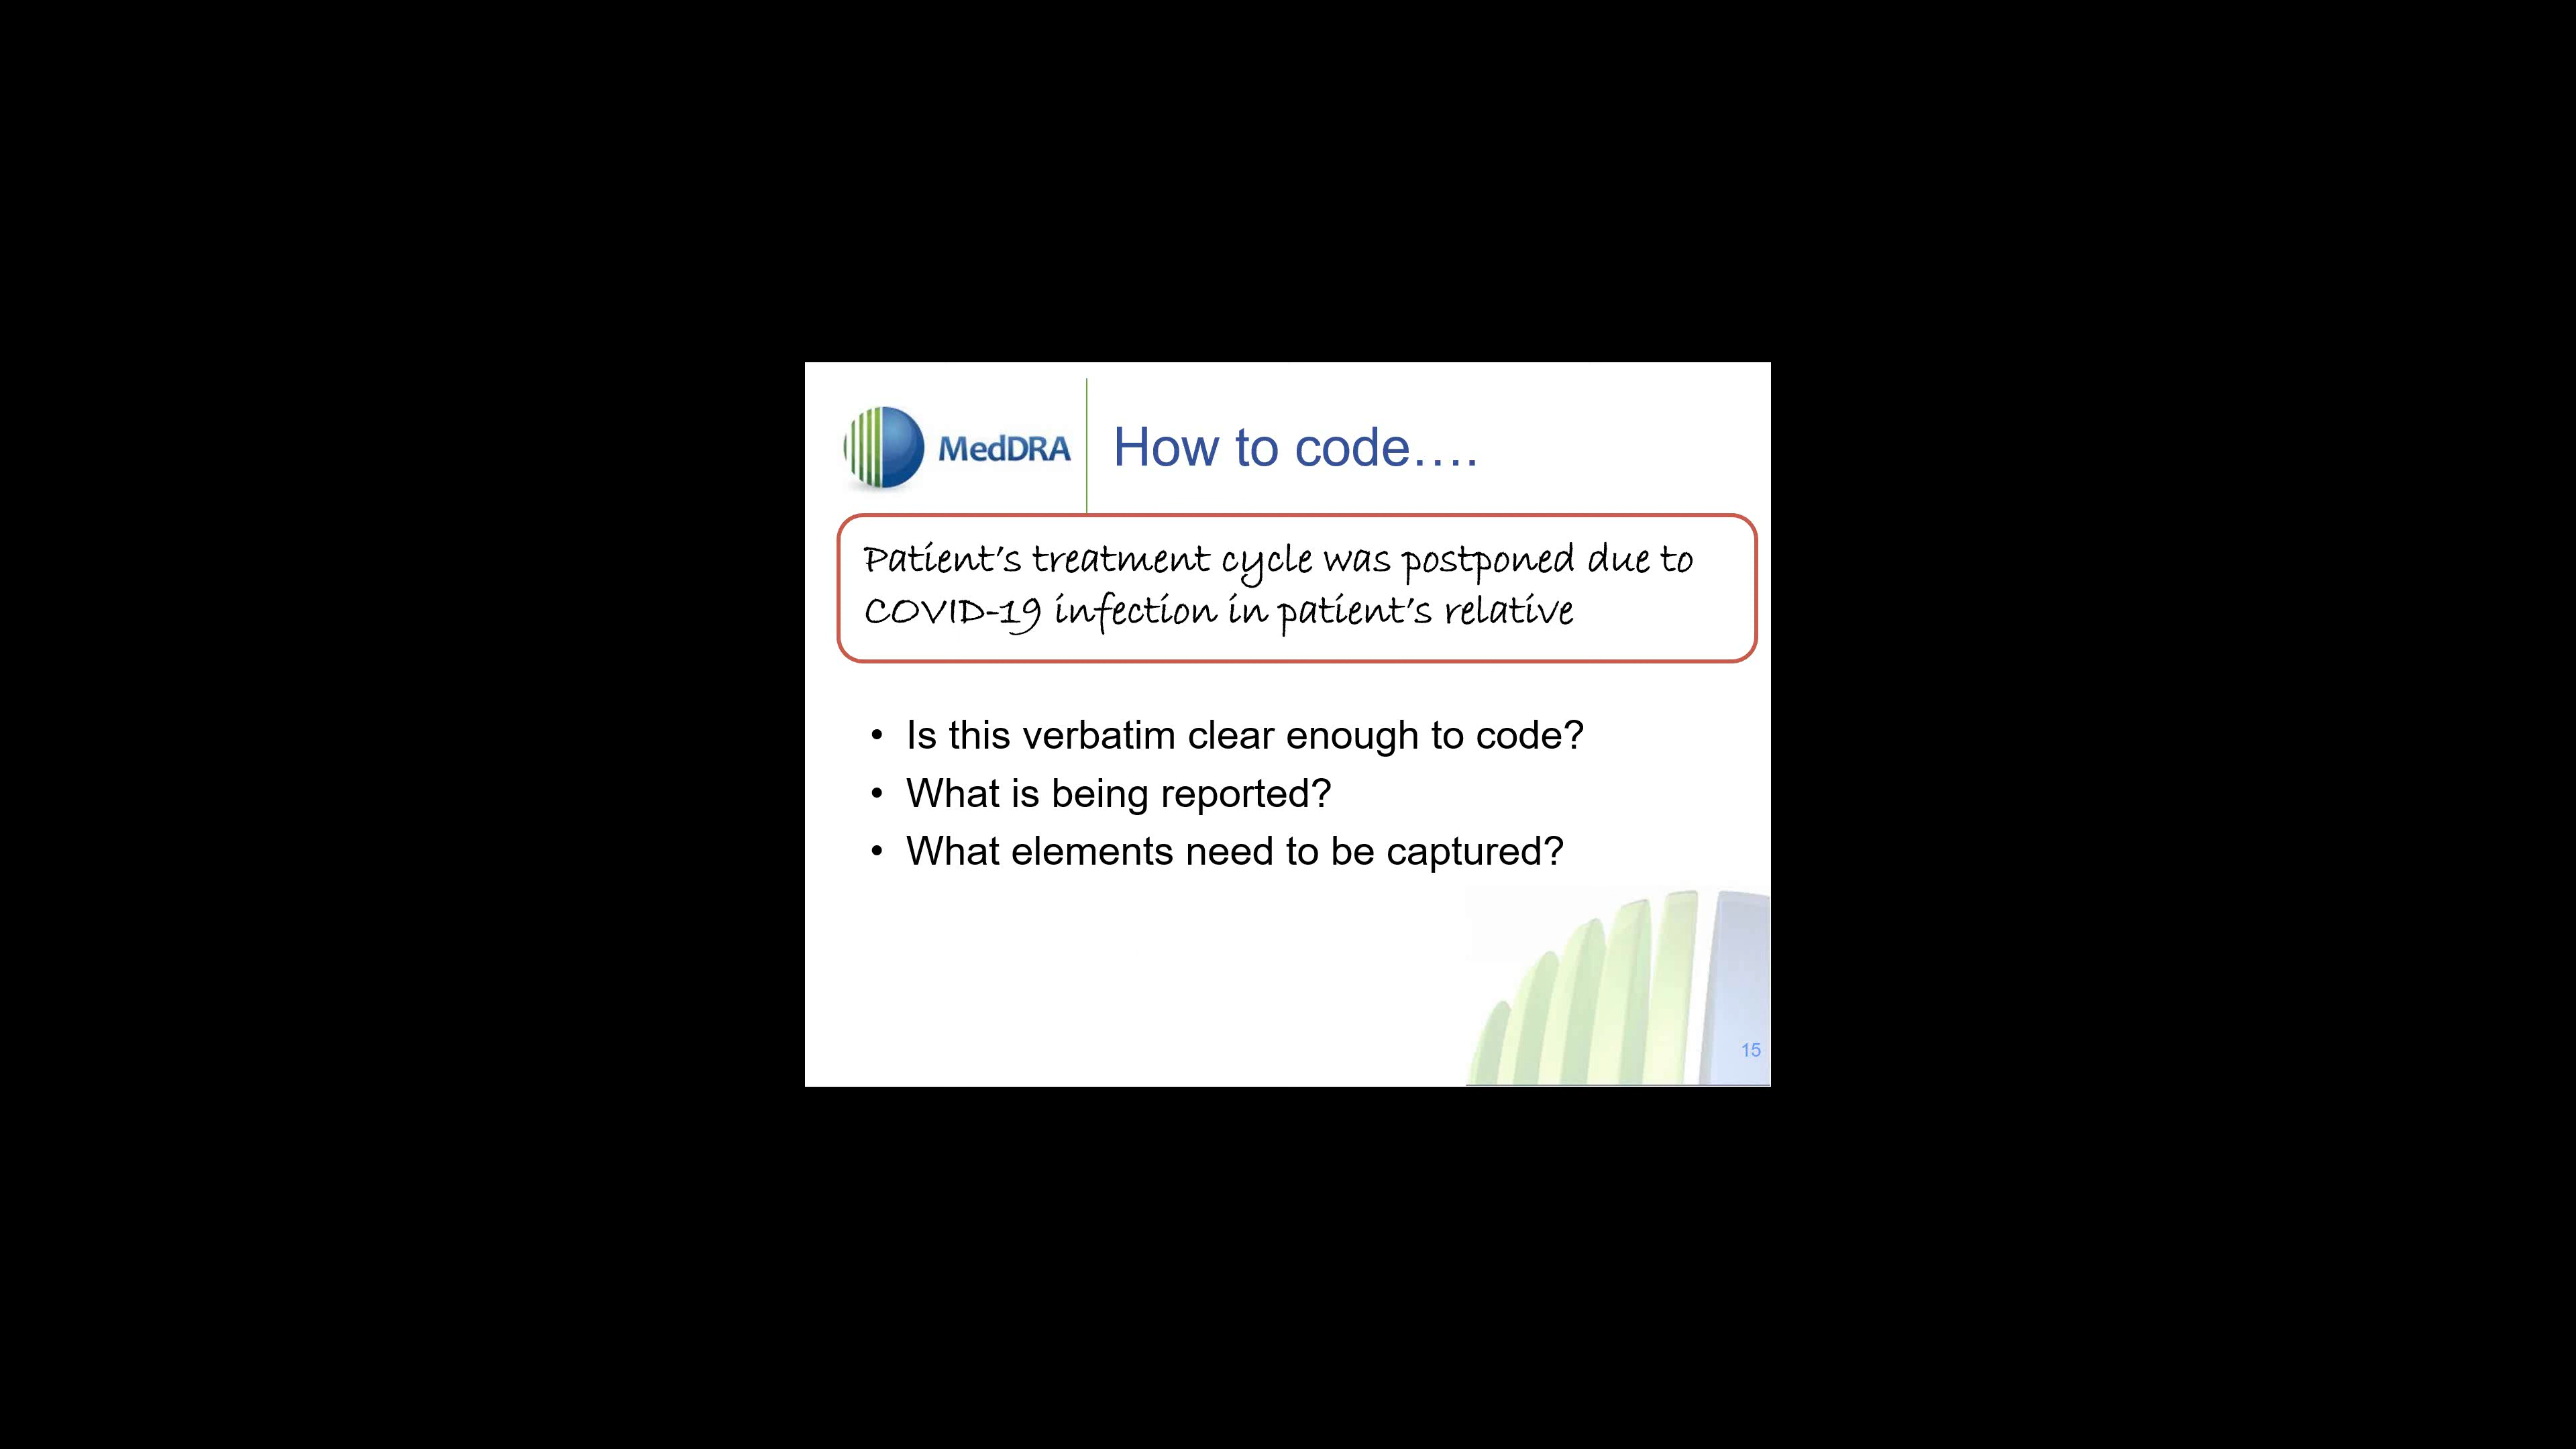 MedDRA
How to code….
Patient's treatment cycle was postponed due to
COVID-19 infection in patient's relative
• Is this verbatim clear enough to code?
• What is being reported?
• What elements need to be captured?
15